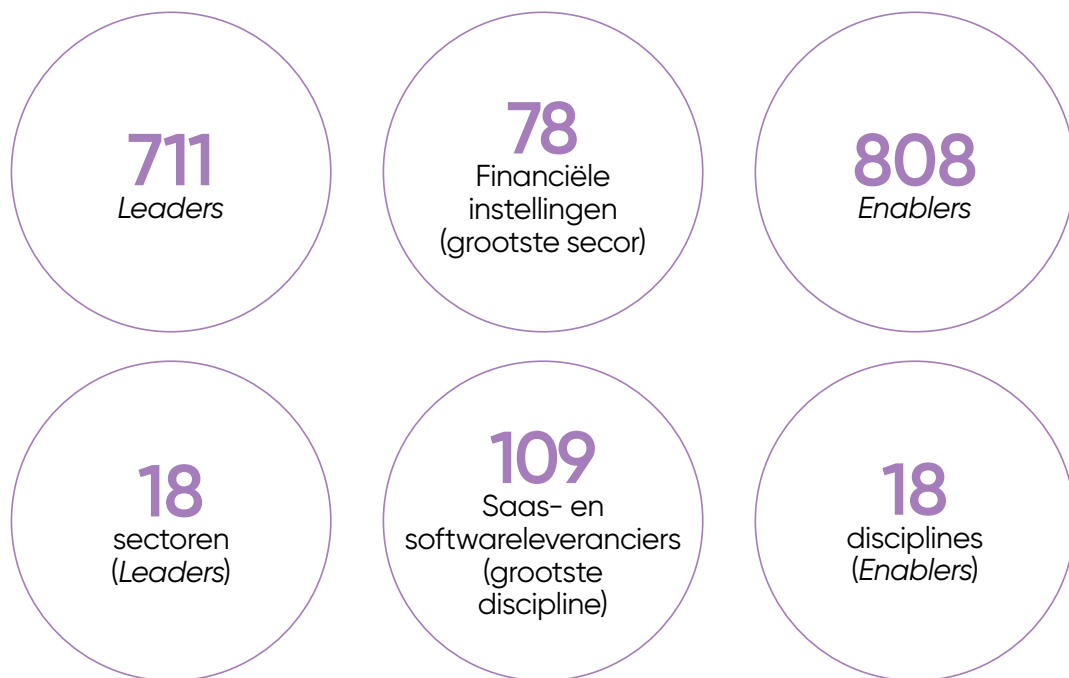 711
Leaders
78
Financiële
instellingen
(grootste secor)
808
Enablers
18
sectoren
(Leaders)
109
Saas- en
softwareleveranciers
(grootste
discipline)
18
disciplines
(Enablers)